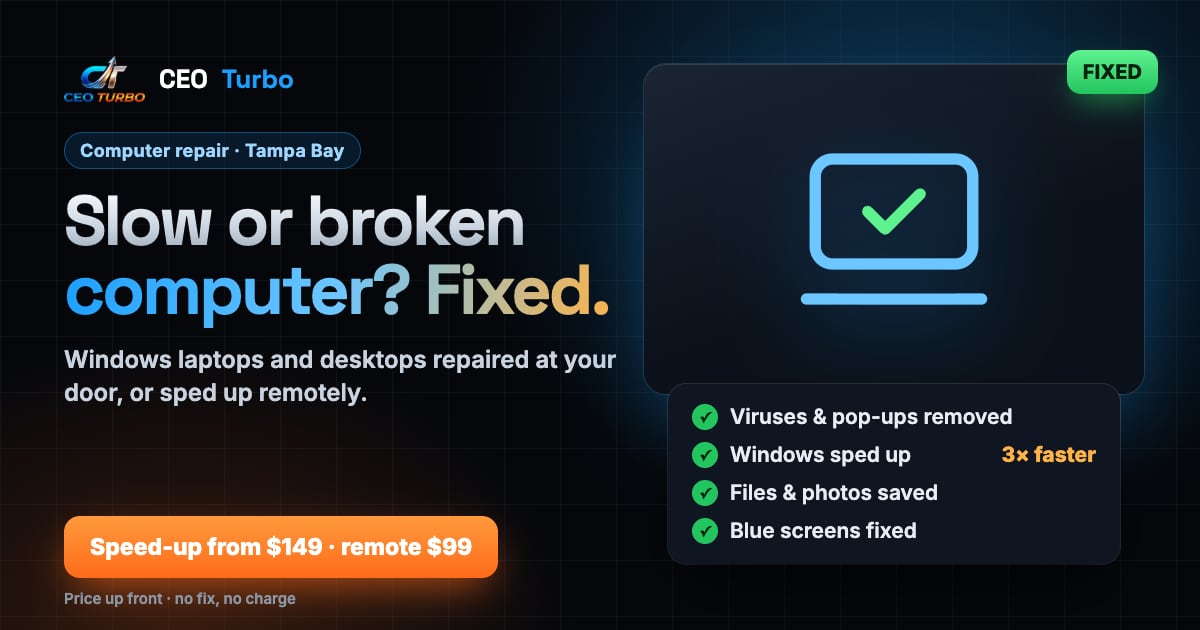 CEO TURBO
CEO Turbo
Computer repair · Tampa Bay
Slow or broken
computer? Fixed.
Windows laptops and desktops repaired at your
door, or sped up remotely.
Speed-up from $149 · remote $99
Price up front · no fix, no charge
FIXED
Viruses & pop-ups removed
Windows sped up 3× faster
Files & photos saved
Blue screens fixed